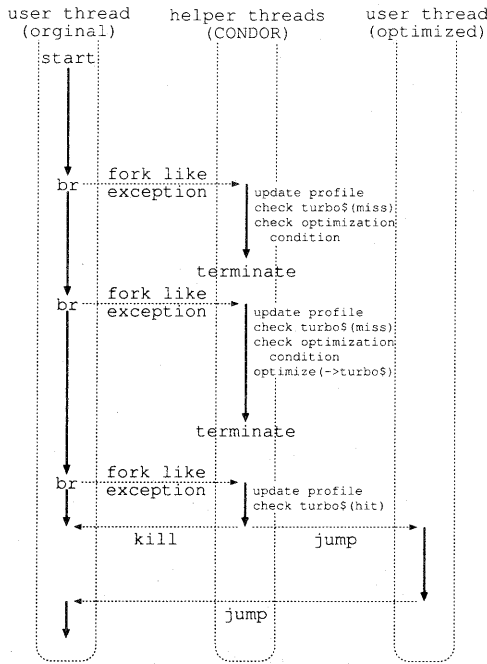 user thread
(orginal)
helper threads
(CONDOR)
user thread
(optimized)
start
br
fork like
exception
update profile
check turbo$(miss)
check optimization
condition
terminate
br
fork like
exception
update profile
check turbo$(miss)
check optimization
condition
optimize(->turbo$)
terminate
br
fork like
exception
update profile
check turbo$(hit)
kill
jump
jump